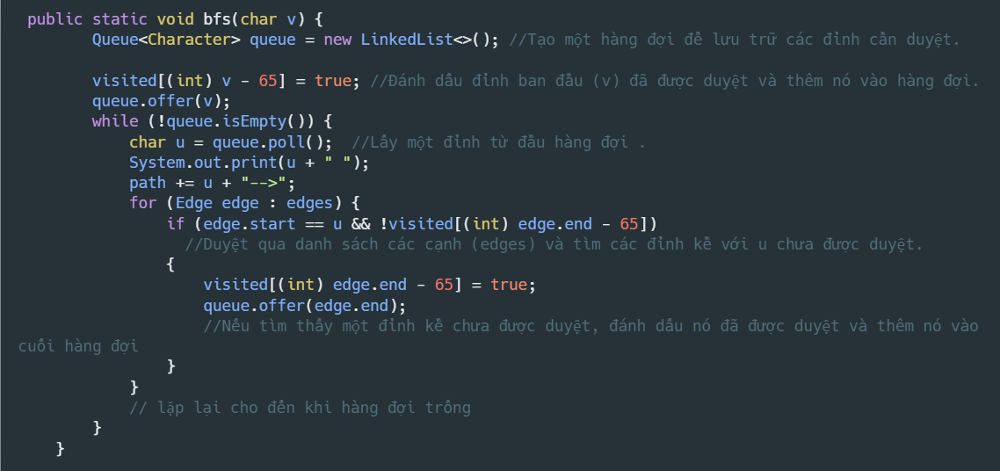 public static void bfs(char v) {
Queue<Character> queue = new LinkedList<>(); //Tạo một hàng đợi để lưu trữ các đỉnh cần duyệt.
visited[(int) v - 65] = true; //Đánh dấu đỉnh ban đầu (v) đã được duyệt và thêm nó vào hàng đợi.
queue.offer(v);
while (!queue.isEmpty()) {
char u = queue.poll();  //Lấy một đỉnh từ đầu hàng đợi .
System.out.print(u + " ");
path += u + "-->";
for (Edge edge : edges) {
if (edge.start == u && !visited[(int) edge.end - 65])
//Duyệt qua danh sách các cạnh (edges) và tìm các đỉnh kề với u chưa được duyệt.
{
visited[(int) edge.end - 65] = true;
queue.offer(edge.end);
//Nếu tìm thấy một đỉnh kề chưa được duyệt, đánh dấu nó đã được duyệt và thêm nó vào
cuối hàng đợi
}
}
// lặp lại cho đến khi hàng đợi trống
}
}